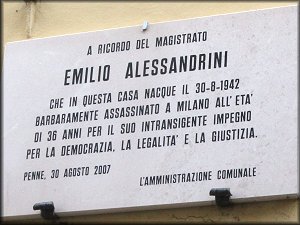 A RICORDO DEL MAGISTRATO
EMILIO ALESSANDRINI
CHE IN QUESTA CASA NACQUE IL 30-8-1942
BARBARAMENTE ASSASSINATO A MILANO ALL'ETÀ
DI 36 ANNI PER IL SUO INTRANSIGENTE IMPEGNO
PER LA DEMOCRAZIA, LA LEGALITÀ E LA GIUSTIZIA.
PENNE, 30 AGOSTO 2007
L'AMMINISTRAZIONE COMUNALE